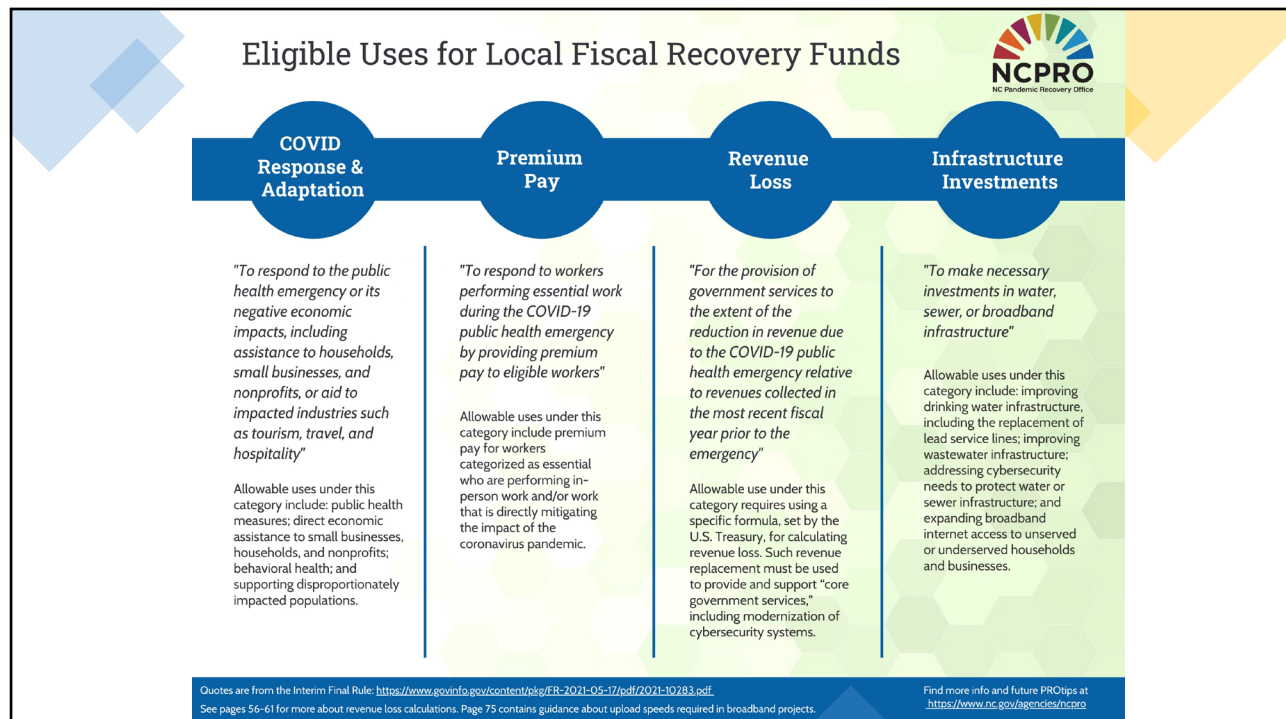 Eligible Uses for Local Fiscal Recovery Funds
NCPRO
NC Pandemic Recovery Office
COVID
Response &
Adaptation
Premium
Pay
Revenue
Loss
Infrastructure
Investments
"To respond to the public
health emergency or its
negative economic
impacts, including
assistance to households,
small businesses, and
nonprofits, or aid to
impacted industries such
as tourism, travel, and
hospitality"
Allowable uses under this
category include: public health
measures; direct economic
assistance to small businesses,
households, and nonprofits;
behavioral health; and
supporting disproportionately
impacted populations.
"To respond to workers
performing essential work
during the COVID-19
public health emergency
by providing premium
pay to eligible workers"
Allowable uses under this
category include premium
pay for workers
categorized as essential
who are performing in-
person work and/or work
that is directly mitigating
the impact of the
coronavirus pandemic.
"For the provision of
government services to
the extent of the
reduction in revenue due
to the COVID-19 public
health emergency relative
to revenues collected in
the most recent fiscal
year prior to the
emergency"
Allowable use under this
category requires using a
specific formula, set by the
U.S. Treasury, for calculating
revenue loss. Such revenue
replacement must be used
to provide and support “core
government services,”
including modernization of
cybersecurity systems.
"To make necessary
investments in water,
sewer, or broadband
infrastructure"
Allowable uses under this
category include: improving
drinking water infrastructure,
including the replacement of
lead service lines; improving
wastewater infrastructure;
addressing cybersecurity
needs to protect water or
sewer infrastructure; and
expanding broadband
internet access to unserved
or underserved households
and businesses.
Quotes are from the Interim Final Rule: https://www.govinfo.gov/content/pkg/FR-2021-05-17/pdf/2021-10283.pdf
See pages 56-61 for more about revenue loss calculations. Page 75 contains guidance about upload speeds required in broadband projects.
Find more info and future PROtips at
https://www.nc.gov/agencies/ncpro